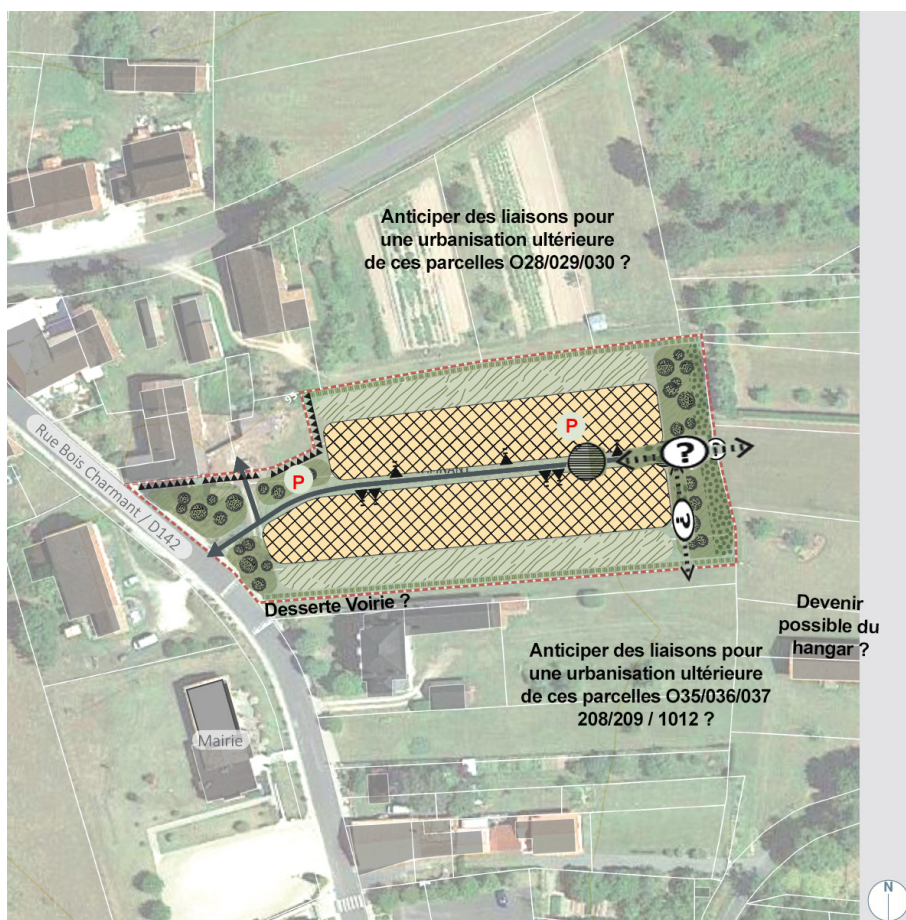 Anticiper des liaisons pour
une urbanisation ultérieure
de ces parcelles O28/029/030 ?
P
?
?
P
Rue Bois Charmant / D142
?
Desserte Voirie ?
Devenir
possible du
hangar ?
Anticiper des liaisons pour
une urbanisation ultérieure
de ces parcelles O35/036/037
208/209 / 1012 ?
Mairie
N